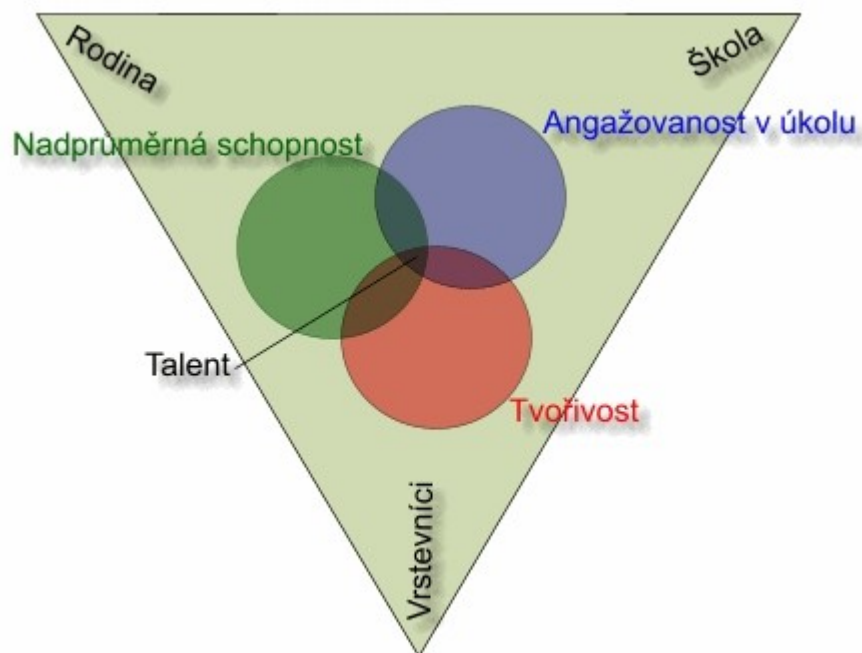 Rodina
Škola
Angažovanost v úkolu
Nadprůměrná schopnost
Talent
Tvořivost
Vrstevníci